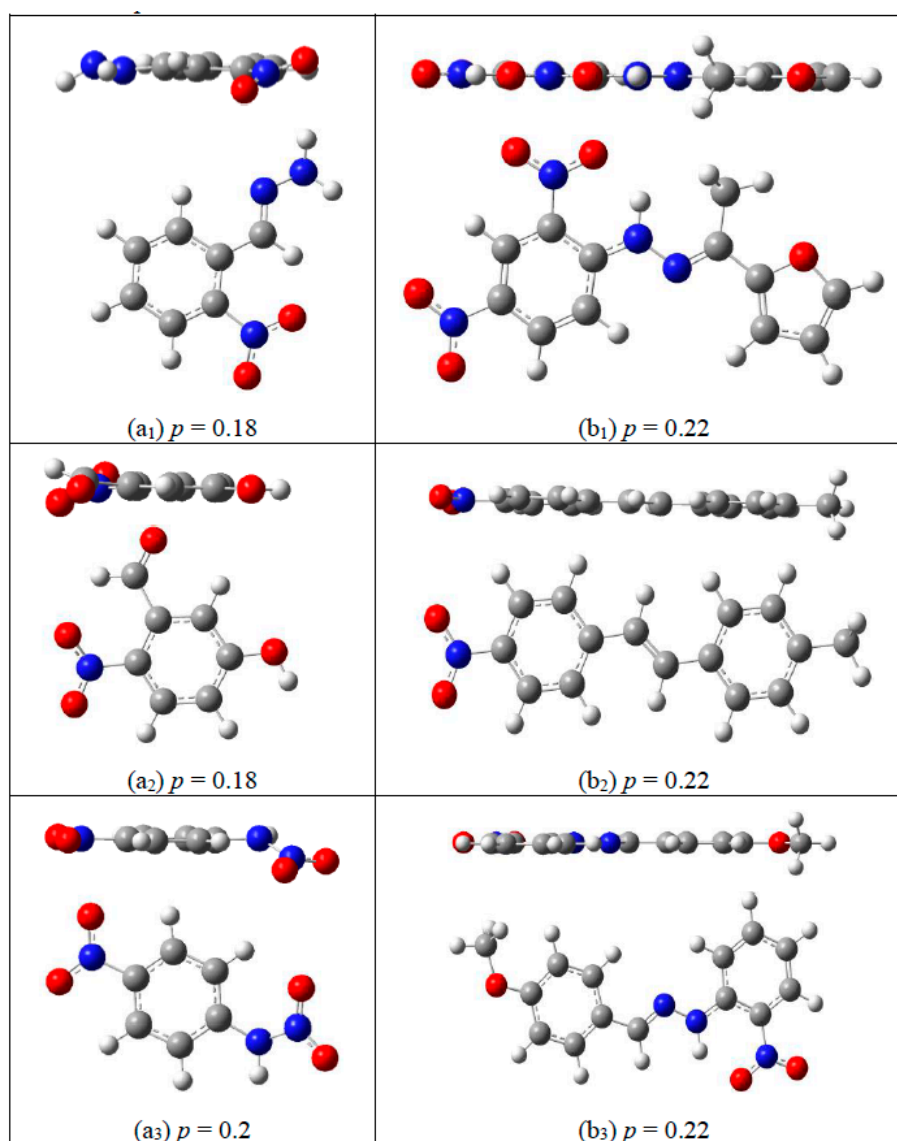 (a₁) p = 0.18
(b₁) p = 0.22
(a₂) p = 0.18
(b₂) p = 0.22
(a₃) p = 0.2
(b₃) p = 0.22